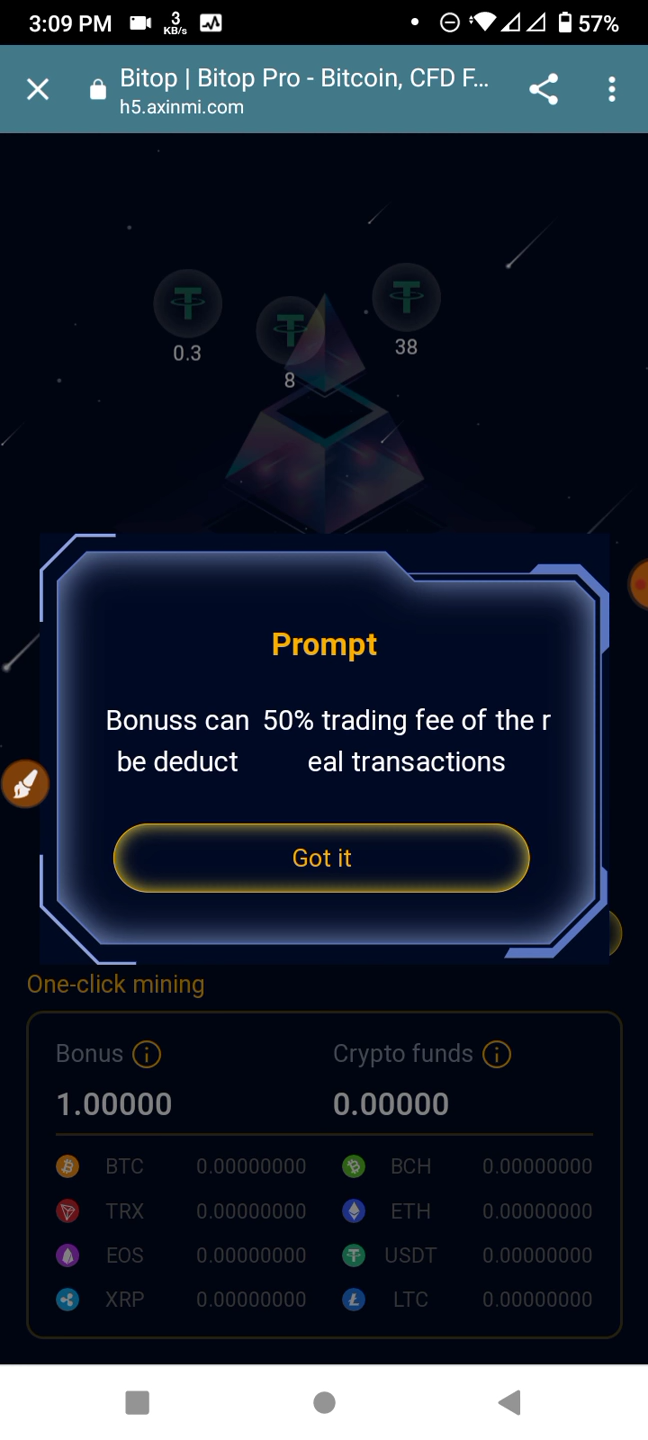 3:09 PM 3 KB/s 57%
Bitop | Bitop Pro - Bitcoin, CFD F...
h5.axinmi.com
0.3
8
38
Prompt
Bonuss can 50% trading fee of the r
be deduct eal transactions
Got it
One-click mining
Bonus Crypto funds
1.00000 0.00000
BTC 0.00000000 BCH 0.00000000
TRX 0.00000000 ETH 0.00000000
EOS 0.00000000 USDT 0.00000000
XRP 0.00000000 LTC 0.00000000